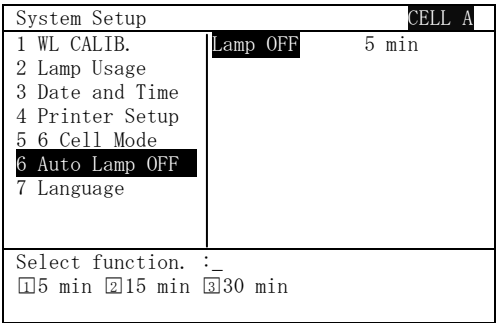 System Setup CELL A
1 WL CALIB. Lamp OFF 5 min
2 Lamp Usage
3 Date and Time
4 Printer Setup
5 6 Cell Mode
6 Auto Lamp OFF
7 Language
Select function. :_
1 5 min 2 15 min 3 30 min